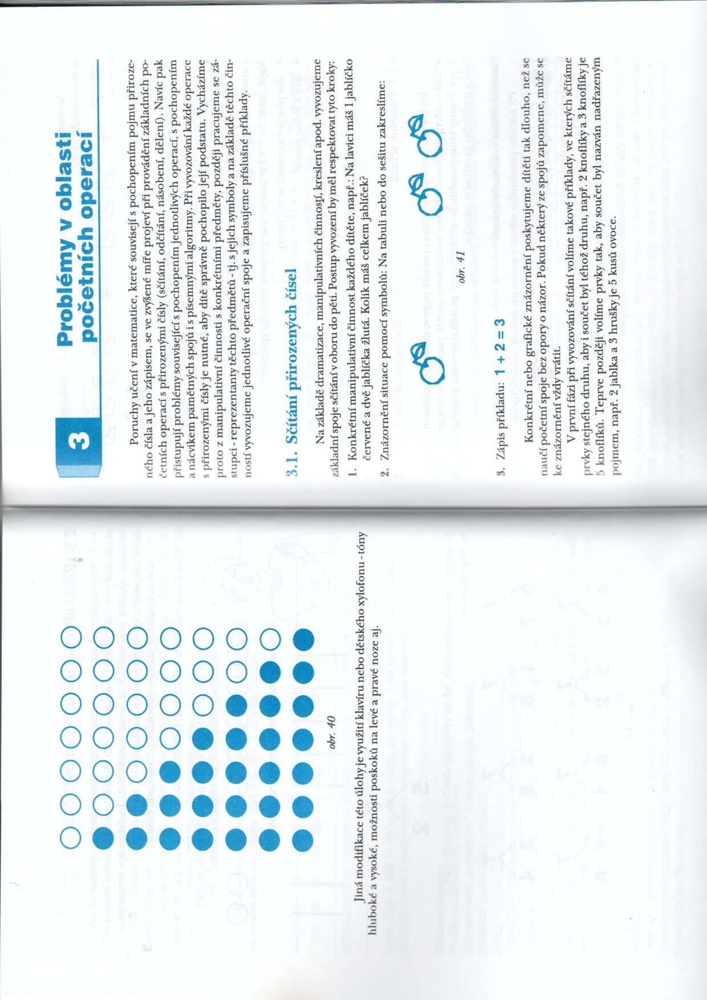 obr. 40
Jiná modifikace této úlohy je využití klavíru nebo dětského xylofonu - tóny
hluboké a vysoké, možnosti poskoků na levé a pravé noze aj.
3
Problémy v oblasti
početních operací
Poruchy učení v matematice, které souvisejí s pochopením pojmu přiroze-
ného čísla a jeho zápisem, se ve zvýšené míře projeví při provádění základních po-
četních operací s přirozenými čísly (sčítání, odčítání, násobení, dělení). Navíc pak
přistupují problémy související s pochopením jednotlivých operací, s pochopením
a nácvikem pamětných spojů i s písemnými algoritmy. Při vyvozování každé operace
s přirozenými čísly je nutné, aby dítě správně pochopilo její podstatu. Vycházíme
proto z manipulativní činnosti s konkrétními předměty, později pracujeme se zá-
stupci - reprezentanty těchto předmětů - tj. s jejich symboly a na základě těchto čin-
ností vyvozujeme jednotlivé operační spoje a zapisujeme příslušné příklady.
3.1. Sčítání přirozených čísel
Na základě dramatizace, manipulativních činností, kreslení apod. vyvozujeme
základní spoje sčítání v oboru do pěti. Postup vyvození by měl respektovat tyto kroky:
1. Konkrétní manipulativní činnost každého dítěte, např.: Na lavici máš 1 jablíčko
červené a dvě jablíčka žlutá. Kolik máš celkem jablíček?
2. Znázornění situace pomocí symbolů: Na tabuli nebo do sešitu zakreslíme:
obr. 41
3. Zápis příkladu: 1 + 2 = 3
Konkrétní nebo grafické znázornění poskytujeme dítěti tak dlouho, než se
naučí početní spoje bez opory o názor. Pokud některý ze spojů zapomene, může se
ke znázornění vždy vrátit.
V první fázi při vyvozování sčítání volíme takové příklady, ve kterých sčítáme
prvky stejného druhu, aby i součet byl téhož druhu, např. 2 knoflíky a 3 knoflíky je
5 knoflíků. Teprve později volíme prvky tak, aby součet byl nazván nadřazeným
pojmem, např. 2 jablka a 3 hrušky je 5 kusů ovoce.